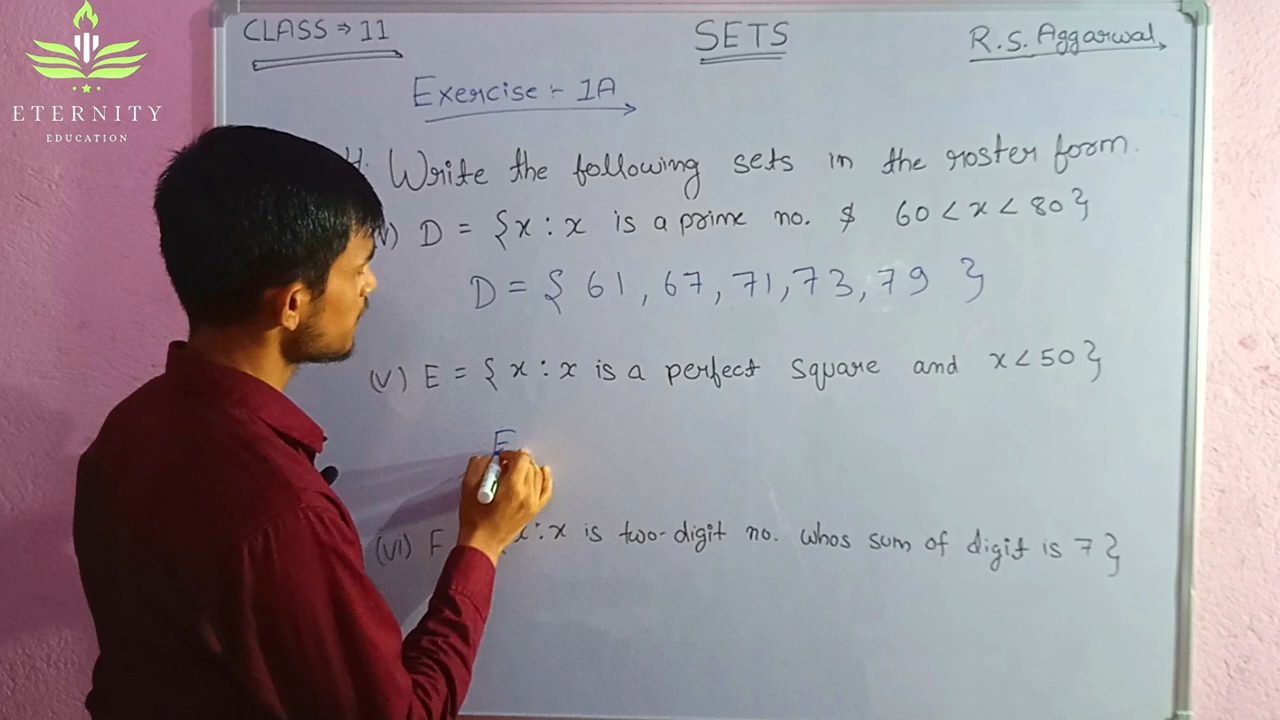 ETERNITY
EDUCATION
CLASS ⇒ 11
SETS
R.S. Aggarwal
Exercise :- 1A
Write the following sets in the roster form.
D = {x : x is a prime no. & 60 < x < 80}
D = { 61, 67, 71, 73, 79 }
(V) E = { x : x is a perfect square and x < 50 }
E
(Vi) F x : x is two-digit no. whos sum of digit is 7 }